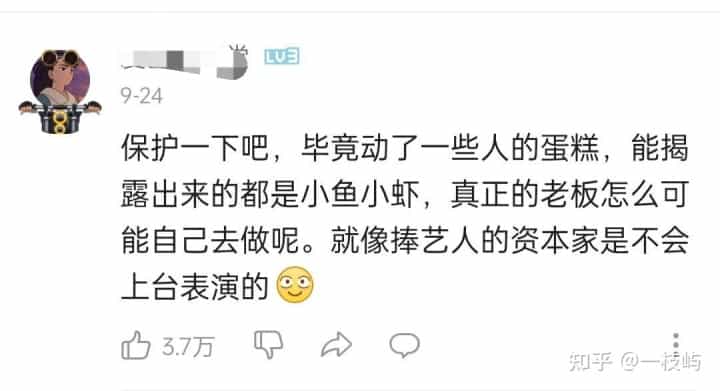 LV3
9-24
保护一下吧，毕竟动了一些人的蛋糕，能揭
露出来的都是小鱼小虾，真正的老板怎么可
能自己去做呢。就像捧艺人的资本家是不会
上台表演的
3.7万
知乎 @一枝屿